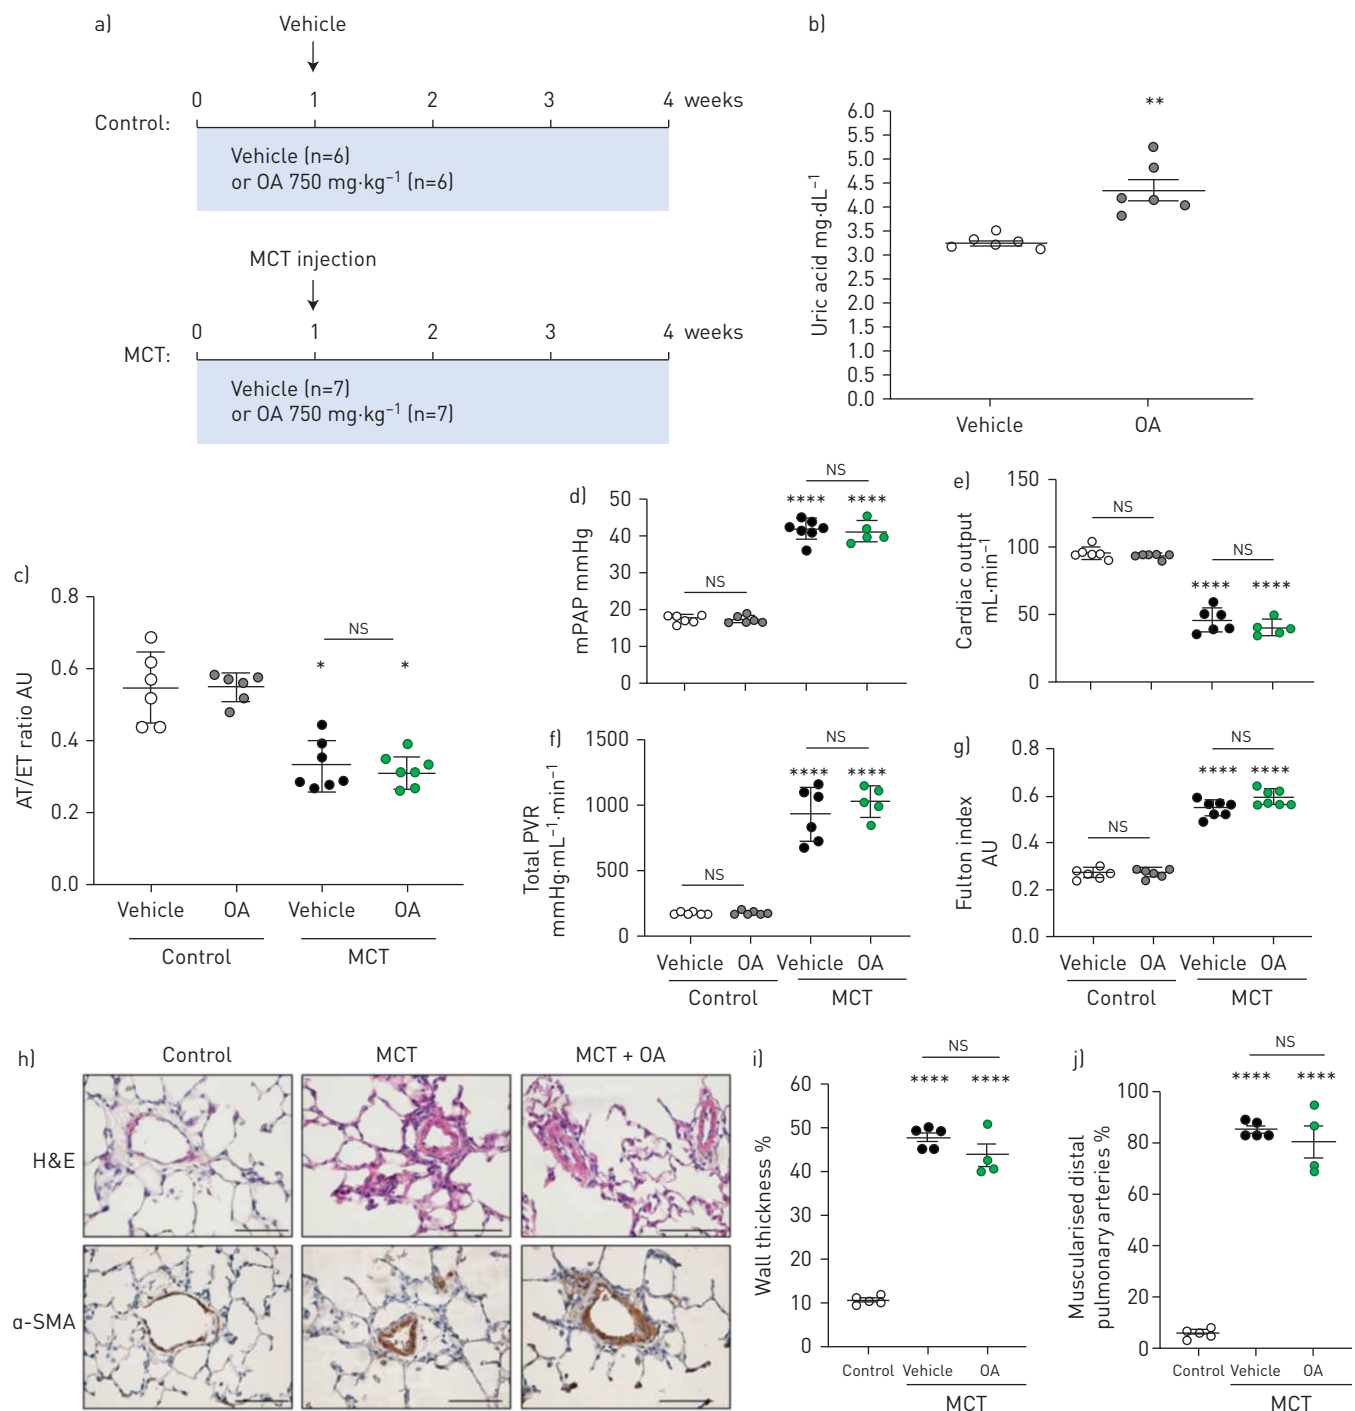 a)
Vehicle
0 1 2 3 4 weeks
Control:
Vehicle (n=6)
or OA 750 mg·kg⁻¹ (n=6)
MCT injection
0 1 2 3 4 weeks
MCT:
Vehicle (n=7)
or OA 750 mg·kg⁻¹ (n=7)
b)
**
6.0
5.5
5.0
4.5
4.0
3.5
3.0
2.5
2.0
1.5
1.0
0.5
0.0
Uric acid mg·dL⁻¹
Vehicle OA
c)
0.8
0.6
0.4
0.2
0.0
AT/ET ratio AU
NS
* *
Vehicle OA Vehicle OA
Control MCT
d)
50
40
30
20
10
0
mPAP mmHg
NS
NS
**** ****
e)
150
100
50
0
Cardiac output
mL·min⁻¹
NS
NS
**** ****
f)
1500
1000
500
0
Total PVR
mmHg·mL⁻¹·min⁻¹
NS
NS
**** ****
Vehicle OA Vehicle OA
Control MCT
g)
0.8
0.6
0.4
0.2
0.0
Fulton index
AU
NS
NS
**** ****
Vehicle OA Vehicle OA
Control MCT
h)
Control MCT MCT + OA
H&E
α-SMA
i)
60
50
40
30
20
10
0
Wall thickness %
NS
**** ****
Control Vehicle OA
MCT
j)
100
80
60
40
20
0
Muscularised distal
pulmonary arteries %
NS
**** ****
Control Vehicle OA
MCT